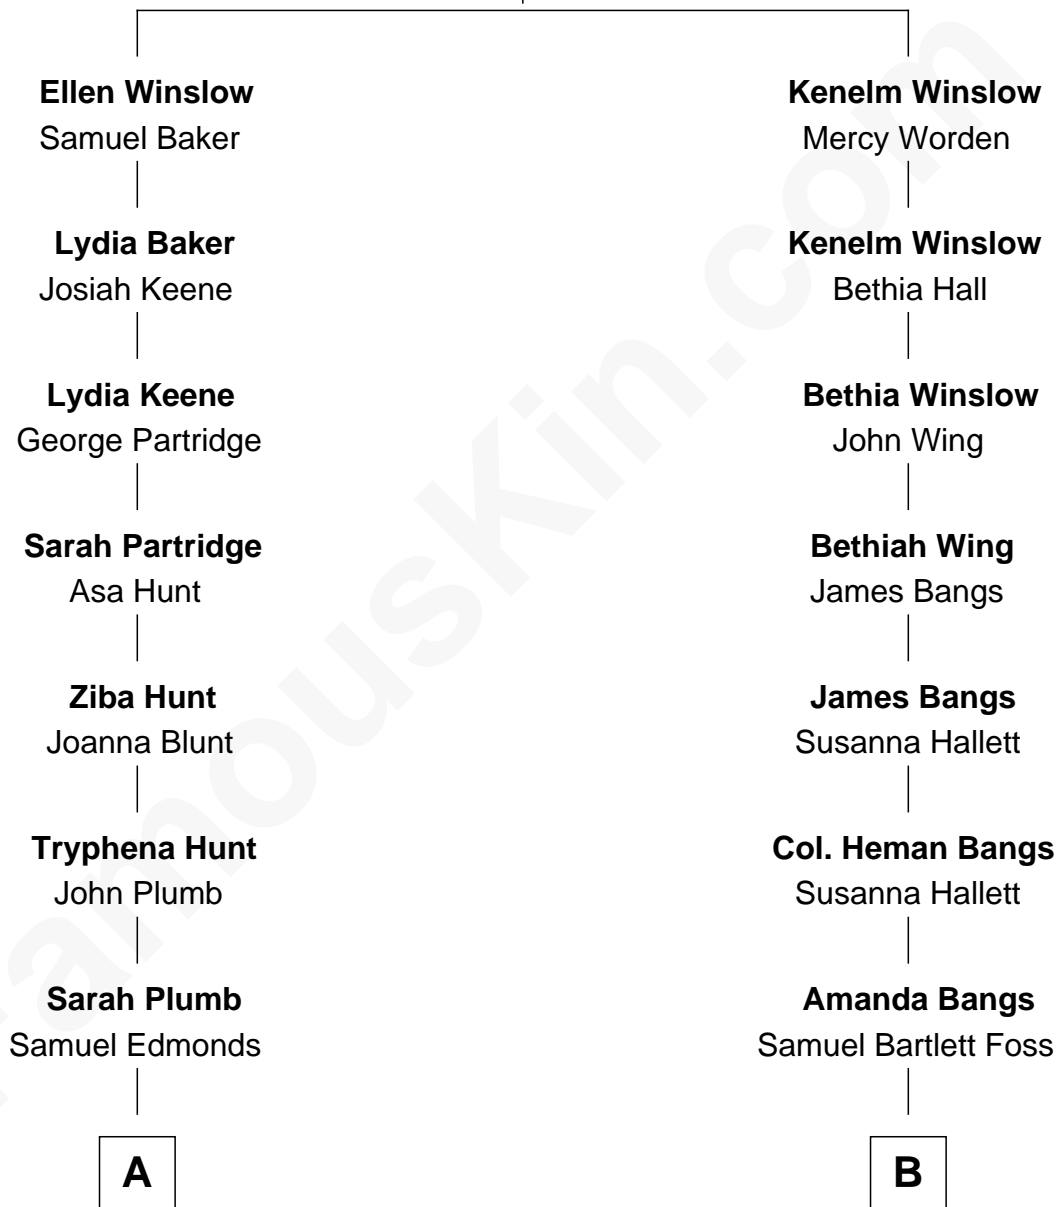 Ellen Winslow
Samuel Baker
Kenelm Winslow
Mercy Worden
Lydia Baker
Josiah Keene
Kenelm Winslow
Bethia Hall
Lydia Keene
George Partridge
Bethia Winslow
John Wing
Sarah Partridge
Asa Hunt
Bethiah Wing
James Bangs
Ziba Hunt
Joanna Blunt
James Bangs
Susanna Hallett
Tryphena Hunt
John Plumb
Col. Heman Bangs
Susanna Hallett
Sarah Plumb
Samuel Edmonds
Amanda Bangs
Samuel Bartlett Foss
A
B
FamousKin.com